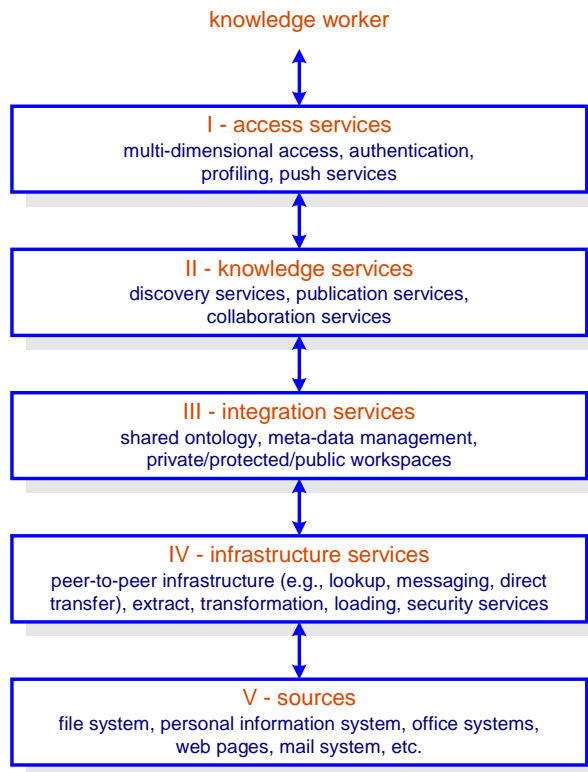 knowledge worker
I - access services
multi-dimensional access, authentication,
profiling, push services
II - knowledge services
discovery services, publication services,
collaboration services
III - integration services
shared ontology, meta-data management,
private/protected/public workspaces
IV - infrastructure services
peer-to-peer infrastructure (e.g., lookup, messaging, direct
transfer), extract, transformation, loading, security services
V - sources
file system, personal information system, office systems,
web pages, mail system, etc.